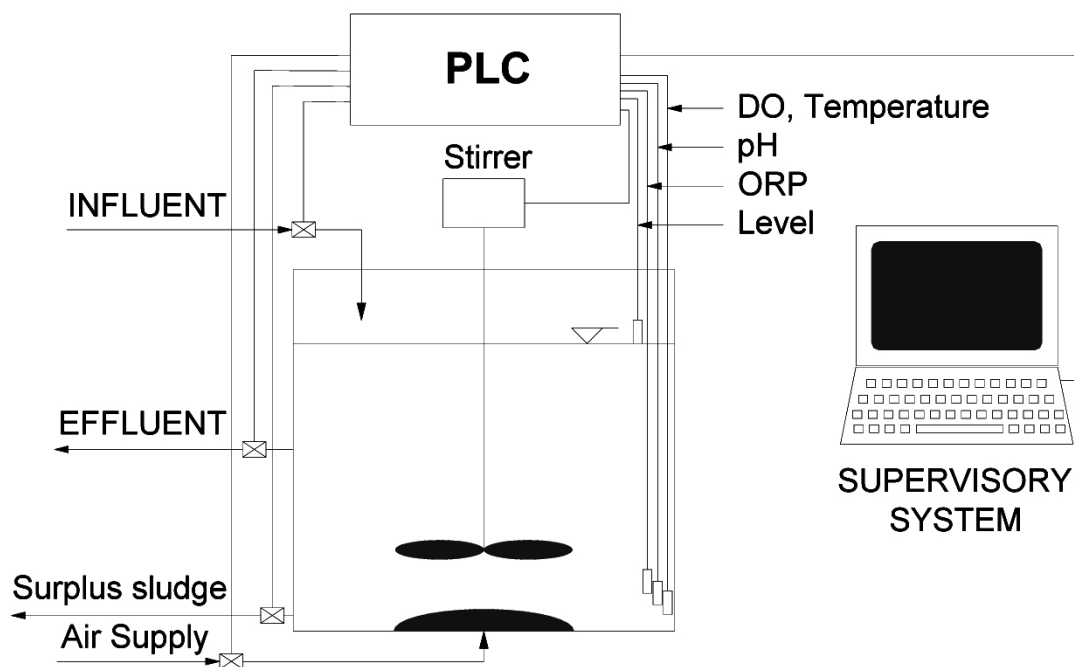 PLC
DO, Temperature
pH
ORP
Level
Stirrer
INFLUENT
EFFLUENT
SUPERVISORY
SYSTEM
Surplus sludge
Air Supply